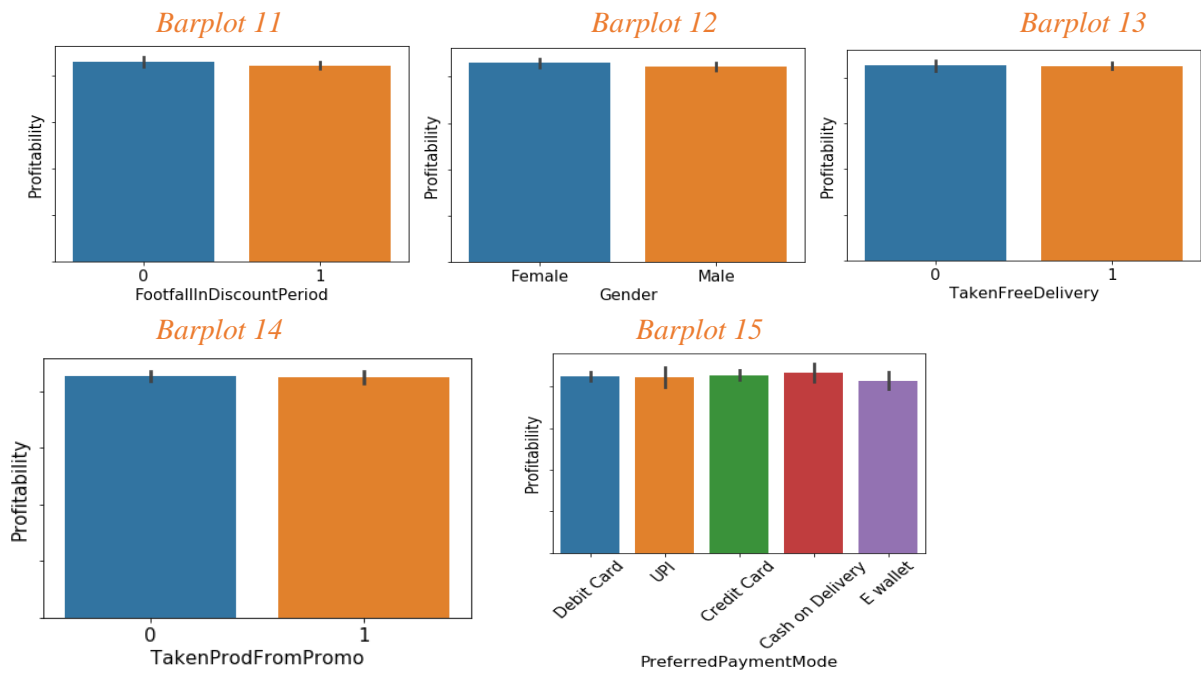 Barplot 11
Barplot 12
Barplot 13
Profitability
0
1
FootfallInDiscountPeriod
Profitability
Female
Male
Gender
Profitability
0
1
TakenFreeDelivery
Barplot 14
Barplot 15
Profitability
0
1
TakenProdFromPromo
Profitability
Debit Card
UPI
Credit Card
Cash on Delivery
E wallet
PreferredPaymentMode